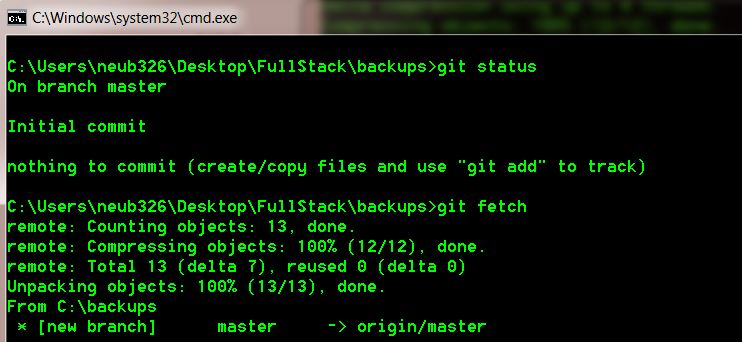 C:\Windows\system32\cmd.exe
C:\Users\neub326\Desktop\FullStack\backups>git status
On branch master
Initial commit
nothing to commit (create/copy files and use "git add" to track)
C:\Users\neub326\Desktop\FullStack\backups>git fetch
remote: Counting objects: 13, done.
remote: Compressing objects: 100% (12/12), done.
remote: Total 13 (delta 7), reused 0 (delta 0)
Unpacking objects: 100% (13/13), done.
From C:\backups
* [new branch] master -> origin/master